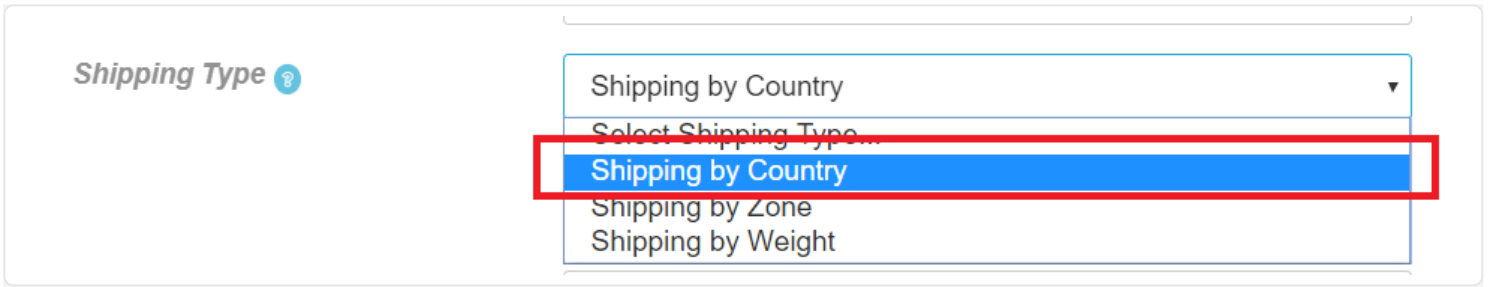 Shipping Type ?
Shipping by Country
Select Shipping Type...
Shipping by Country
Shipping by Zone
Shipping by Weight